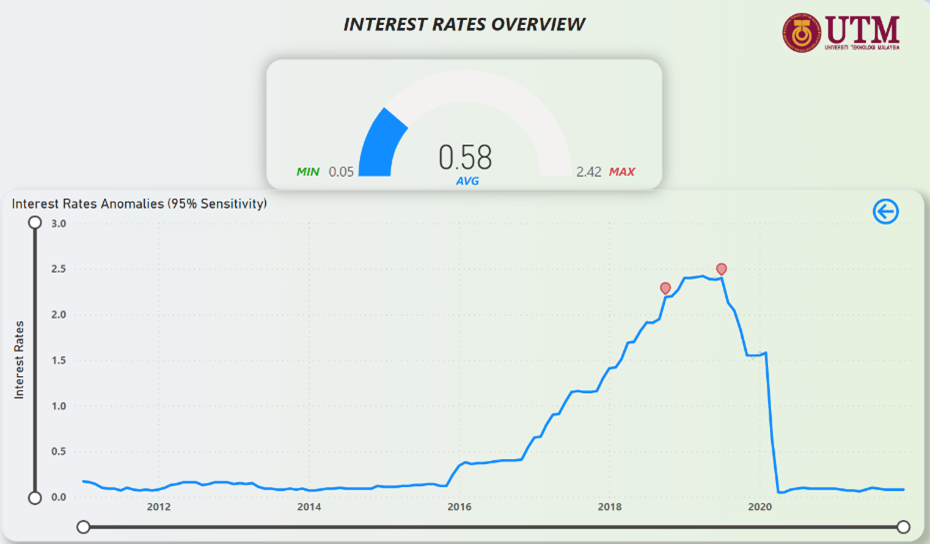 INTEREST RATES OVERVIEW
UTM
UNIVERSITI TEKNOLOGI MALAYSIA
0.58
MIN 0.05
2.42 MAX
AVG
Interest Rates Anomalies (95% Sensitivity)
3.0
2.5
2.0
1.5
1.0
0.5
0.0
Interest Rates
2012 2014 2016 2018 2020